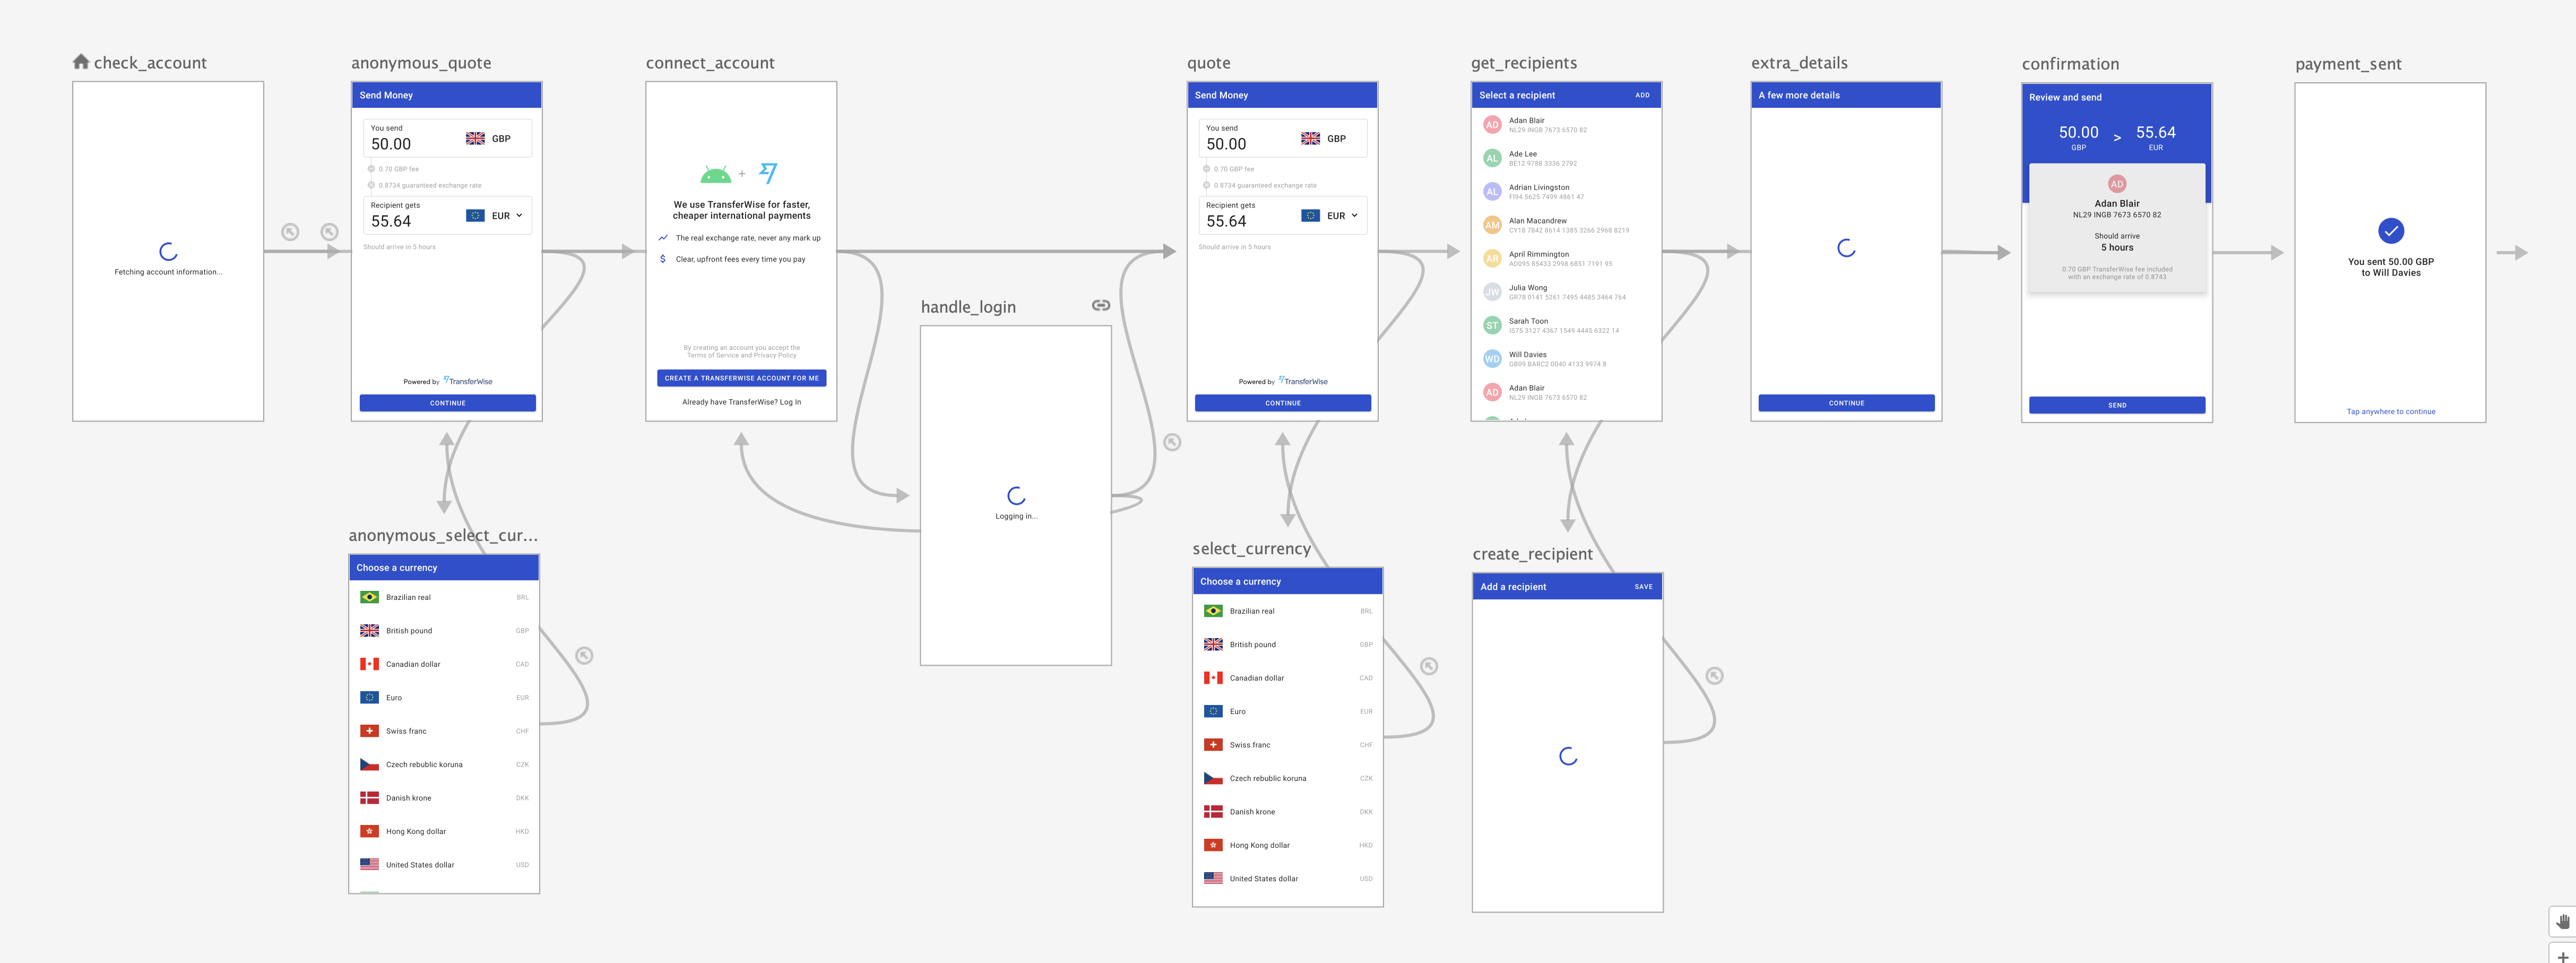 check_account
Fetching account information...
anonymous_quote
Send Money
You send
50.00
GBP
0.70 GBP fee
0.8734 guaranteed exchange rate
Recipient gets
55.64
EUR
Should arrive in 5 hours
Powered by TransferWise
CONTINUE
connect_account
+
We use TransferWise for faster,
cheaper international payments
The real exchange rate, never any mark up
$ Clear, upfront fees every time you pay
By creating an account you accept the
Terms of Service and Privacy Policy
CREATE A TRANSFERWISE ACCOUNT FOR ME
Already have TransferWise? Log In
handle_login
Logging in...
quote
Send Money
You send
50.00
GBP
0.70 GBP fee
0.8734 guaranteed exchange rate
Recipient gets
55.64
EUR
Should arrive in 5 hours
Powered by TransferWise
CONTINUE
get_recipients
Select a recipient ADD
AD Adan Blair
NL29 INGB 7673 6570 82
AL Ade Lee
BE12 9788 3336 2792
AL Adrian Livingston
FI94 5625 7499 4861 47
AM Alan Macandrew
CY18 7842 8614 1385 3266 2968 8219
AR April Rimmington
AD095 85433 2998 6851 7191 95
JW Julia Wong
GR78 0141 5261 7495 4485 3464 764
ST Sarah Toon
IS75 3127 4367 1549 4445 6322 14
WD Will Davies
GB09 BARC2 0040 4133 9974 8
AD Adan Blair
NL29 INGB 7673 6570 82
extra_details
A few more details
CONTINUE
confirmation
Review and send
50.00 > 55.64
GBP EUR
AD
Adan Blair
NL29 INGB 7673 6570 82
Should arrive
5 hours
0.70 GBP TransferWise fee included
with an exchange rate of 0.8743
SEND
payment_sent
You sent 50.00 GBP
to Will Davies
Tap anywhere to continue
anonymous_select_cur...
Choose a currency
Brazilian real BRL
British pound GBP
Canadian dollar CAD
Euro EUR
Swiss franc CHF
Czech rebublic koruna CZK
Danish krone DKK
Hong Kong dollar HKD
United States dollar USD
select_currency
Choose a currency
Brazilian real BRL
British pound GBP
Canadian dollar CAD
Euro EUR
Swiss franc CHF
Czech rebublic koruna CZK
Danish krone DKK
Hong Kong dollar HKD
United States dollar USD
create_recipient
Add a recipient SAVE